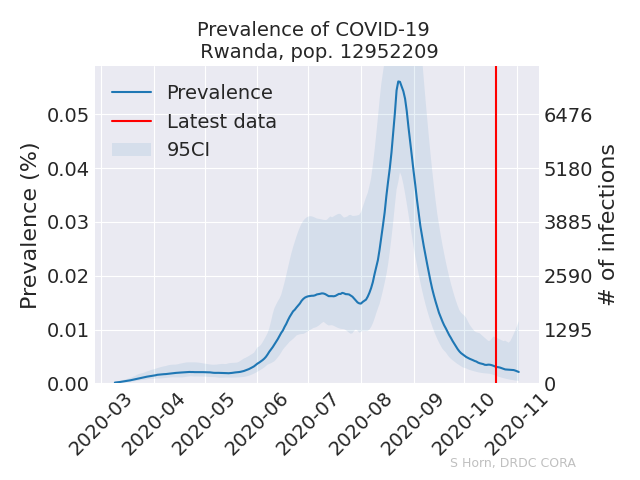 Prevalence of COVID-19
Rwanda, pop. 12952209
Prevalence
Latest data
95CI
Prevalence (%)
0.05
0.04
0.03
0.02
0.01
0.00
6476
5180
3885
2590
1295
0
# of infections
2020-03
2020-04
2020-05
2020-06
2020-07
2020-08
2020-09
2020-10
2020-11
S Horn, DRDC CORA